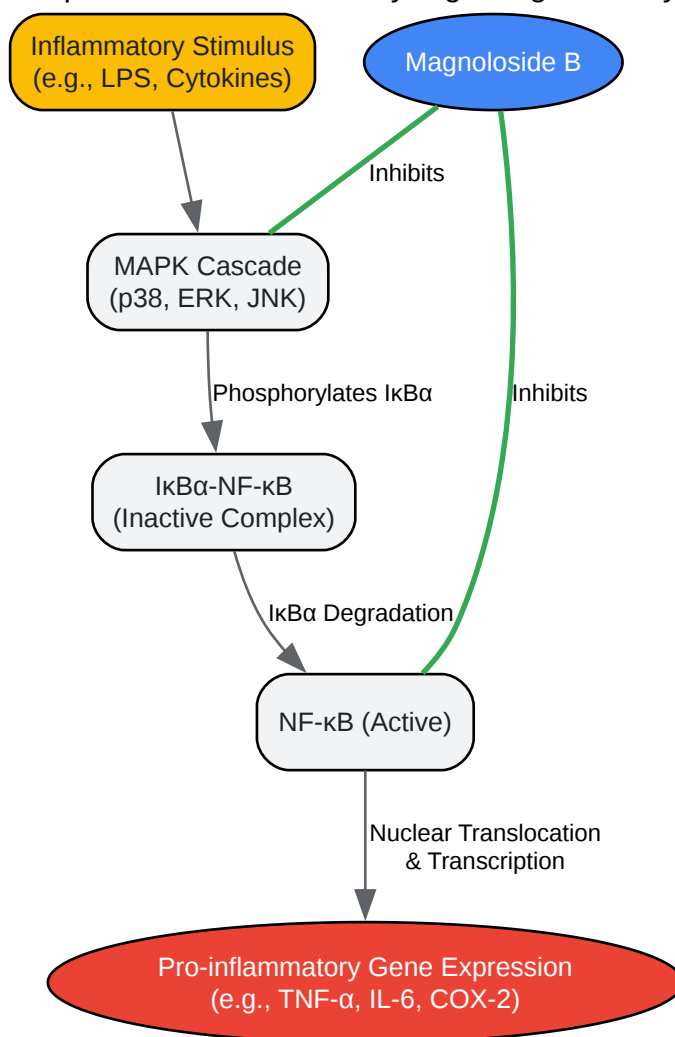 Inflammatory Stimulus
(e.g., LPS, Cytokines)
Magnoloside B
Inhibits
MAPK Cascade
(p38, ERK, JNK)
Phosphorylates IκBα
Inhibits
IκBα-NF-κB
(Inactive Complex)
IκBα Degradation
NF-κB (Active)
Nuclear Translocation
& Transcription
Pro-inflammatory Gene Expression
(e.g., TNF-α, IL-6, COX-2)